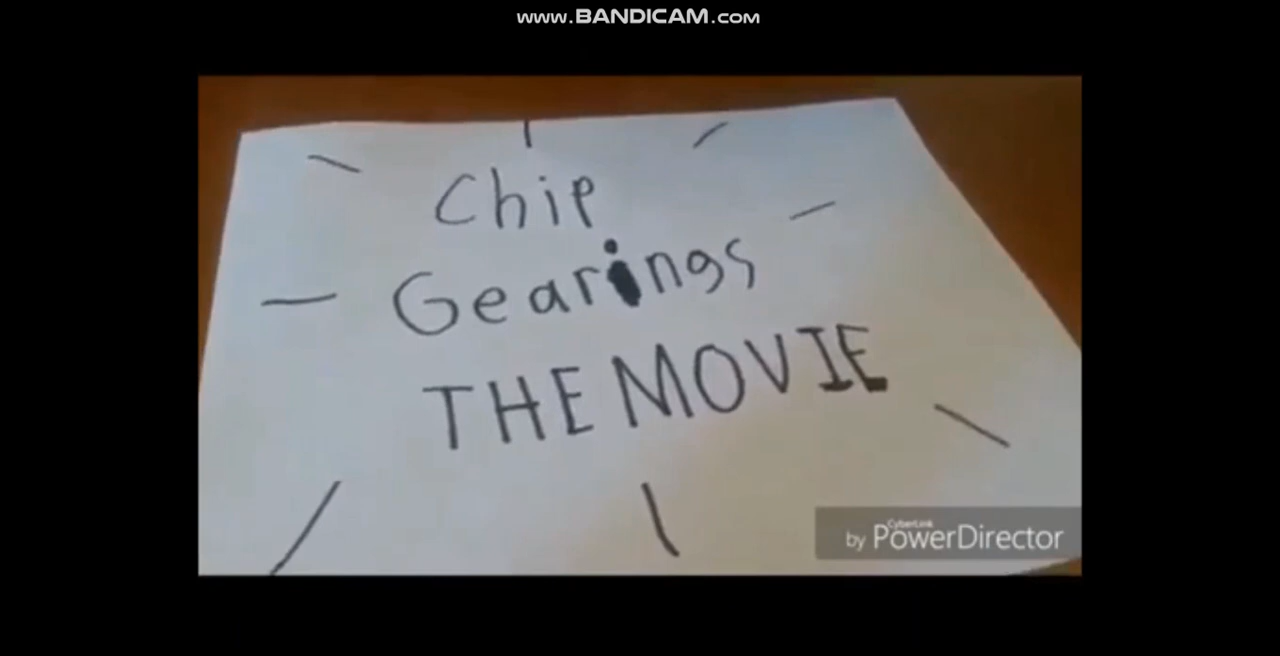 www.BANDICAM.com
Chip
Gearings
THE MOVIE
by CyberLink PowerDirector